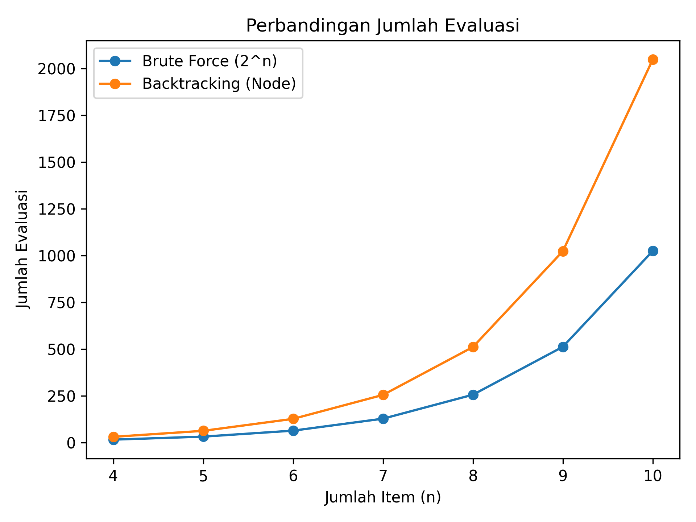 Perbandingan Jumlah Evaluasi
Brute Force (2^n)
Backtracking (Node)
Jumlah Evaluasi
2000
1750
1500
1250
1000
750
500
250
0
4 5 6 7 8 9 10
Jumlah Item (n)